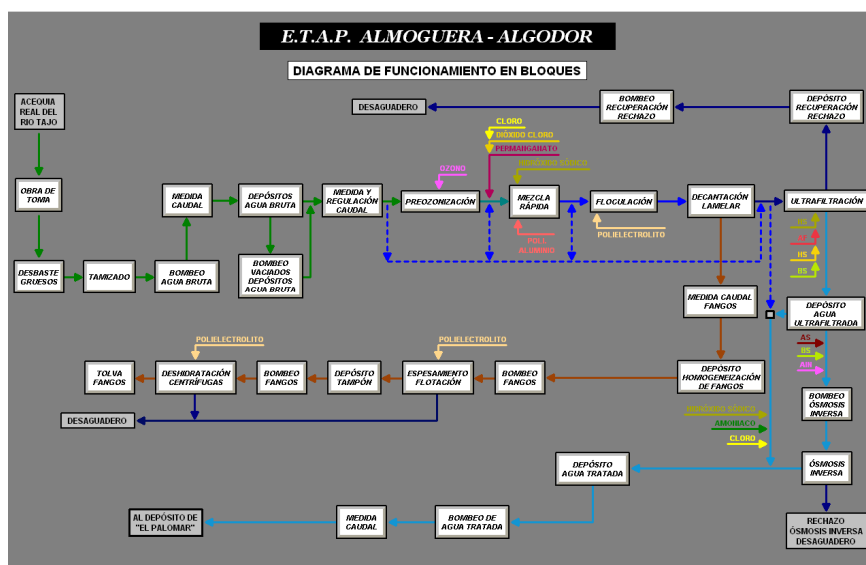 E.T.A.P. ALMOGUERA - ALGODOR
DIAGRAMA DE FUNCIONAMIENTO EN BLOQUES
ACEQUIA
REAL DEL
RIO TAJO
DESAGUADERO
BOMBEO
RECUPERACIÓN
RECHAZO
DEPÓSITO
RECUPERACIÓN
RECHAZO
CLORO
DIÓXIDO CLORO
PERMANGANATO
OZONO
HIDRÓXIDO SÓDICO
OBRA DE
TOMA
MEDIDA
CAUDAL
DEPÓSITOS
AGUA BRUTA
MEDIDA Y
REGULACIÓN
CAUDAL
PREOZONIZACIÓN
MEZCLA
RÁPIDA
FLOCULACIÓN
DECANTACIÓN
LAMELAR
ULTRAFILTRACIÓN
POLI.
ALUMINIO
POLIELECTROLITO
HS
HS
BS
DESBASTE
GRUESOS
TAMIZADO
BOMBEO
AGUA BRUTA
BOMBEO
VACIADOS
DEPÓSITOS
AGUA BRUTA
MEDIDA CAUDAL
FANGOS
DEPÓSITO
AGUA
ULTRAFILTRADA
AS
BS
AIN
POLIELECTROLITO
POLIELECTROLITO
TOLVA
FANGOS
DESHIDRATACIÓN
CENTRÍFUGAS
BOMBEO
FANGOS
DEPÓSITO
TAMPÓN
ESPESAMIENTO
FLOTACIÓN
BOMBEO
FANGOS
DEPÓSITO
HOMOGENEIZACIÓN
DE FANGOS
BOMBEO
ÓSMOSIS
INVERSA
DESAGUADERO
HIDRÓXIDO SÓDICO
AMONIACO
CLORO
DEPÓSITO
AGUA TRATADA
ÓSMOSIS
INVERSA
AL DEPÓSITO DE
"EL PALOMAR"
MEDIDA
CAUDAL
BOMBEO DE
AGUA TRATADA
RECHAZO
ÓSMOSIS INVERSA
DESAGUADERO